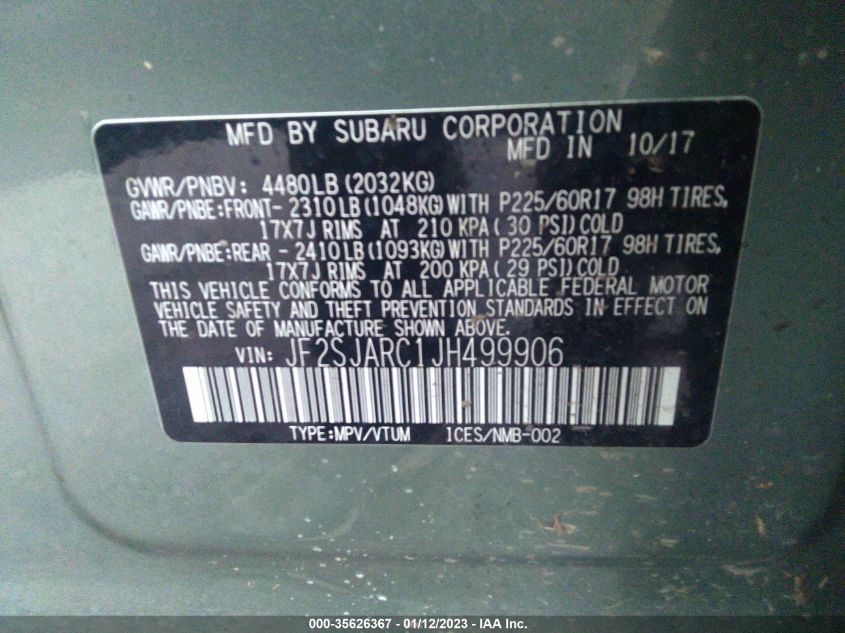 MFD BY SUBARU CORPORATION
MFD IN 10/17
GVWR/PNBV: 4480LB (2032KG)
GAWR/PNBE:FRONT- 2310LB (1048KG) WITH P225/60R17 98H TIRES,
17X7J RIMS AT 210 KPA ( 30 PSI) COLD
GAWR/PNBE:REAR - 2410LB (1093KG) WITH P225/60R17 98H TIRES,
17X7J RIMS AT 200 KPA ( 29 PSI) COLD
THIS VEHICLE CONFORMS TO ALL APPLICABLE FEDERAL MOTOR
VEHICLE SAFETY AND THEFT PREVENTION STANDARDS IN EFFECT ON
THE DATE OF MANUFACTURE SHOWN ABOVE.
VIN: JF2SJARC1JH499906
TYPE:MPV/VTUM ICES/NMB-002
000-35626367 - 01/12/2023 - IAA Inc.